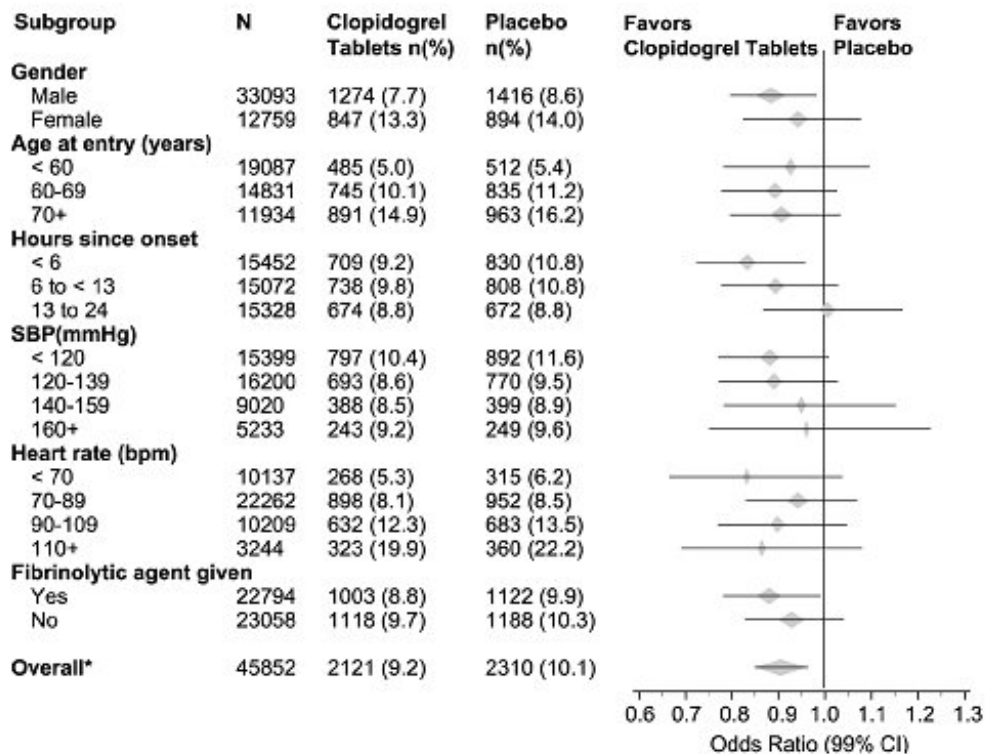 Subgroup N Clopidogrel Placebo Favors Favors
Tablets n(%) n(%) Clopidogrel Tablets Placebo
Gender
Male 33093 1274 (7.7) 1416 (8.6)
Female 12759 847 (13.3) 894 (14.0)
Age at entry (years)
< 60 19087 485 (5.0) 512 (5.4)
60-69 14831 745 (10.1) 835 (11.2)
70+ 11934 891 (14.9) 963 (16.2)
Hours since onset
< 6 15452 709 (9.2) 830 (10.8)
6 to < 13 15072 738 (9.8) 808 (10.8)
13 to 24 15328 674 (8.8) 672 (8.8)
SBP(mmHg)
< 120 15399 797 (10.4) 892 (11.6)
120-139 16200 693 (8.6) 770 (9.5)
140-159 9020 388 (8.5) 399 (8.9)
160+ 5233 243 (9.2) 249 (9.6)
Heart rate (bpm)
< 70 10137 268 (5.3) 315 (6.2)
70-89 22262 898 (8.1) 952 (8.5)
90-109 10209 632 (12.3) 683 (13.5)
110+ 3244 323 (19.9) 360 (22.2)
Fibrinolytic agent given
Yes 22794 1003 (8.8) 1122 (9.9)
No 23058 1118 (9.7) 1188 (10.3)
Overall* 45852 2121 (9.2) 2310 (10.1)
0.6 0.7 0.8 0.9 1.0 1.1 1.2 1.3
Odds Ratio (99% CI)